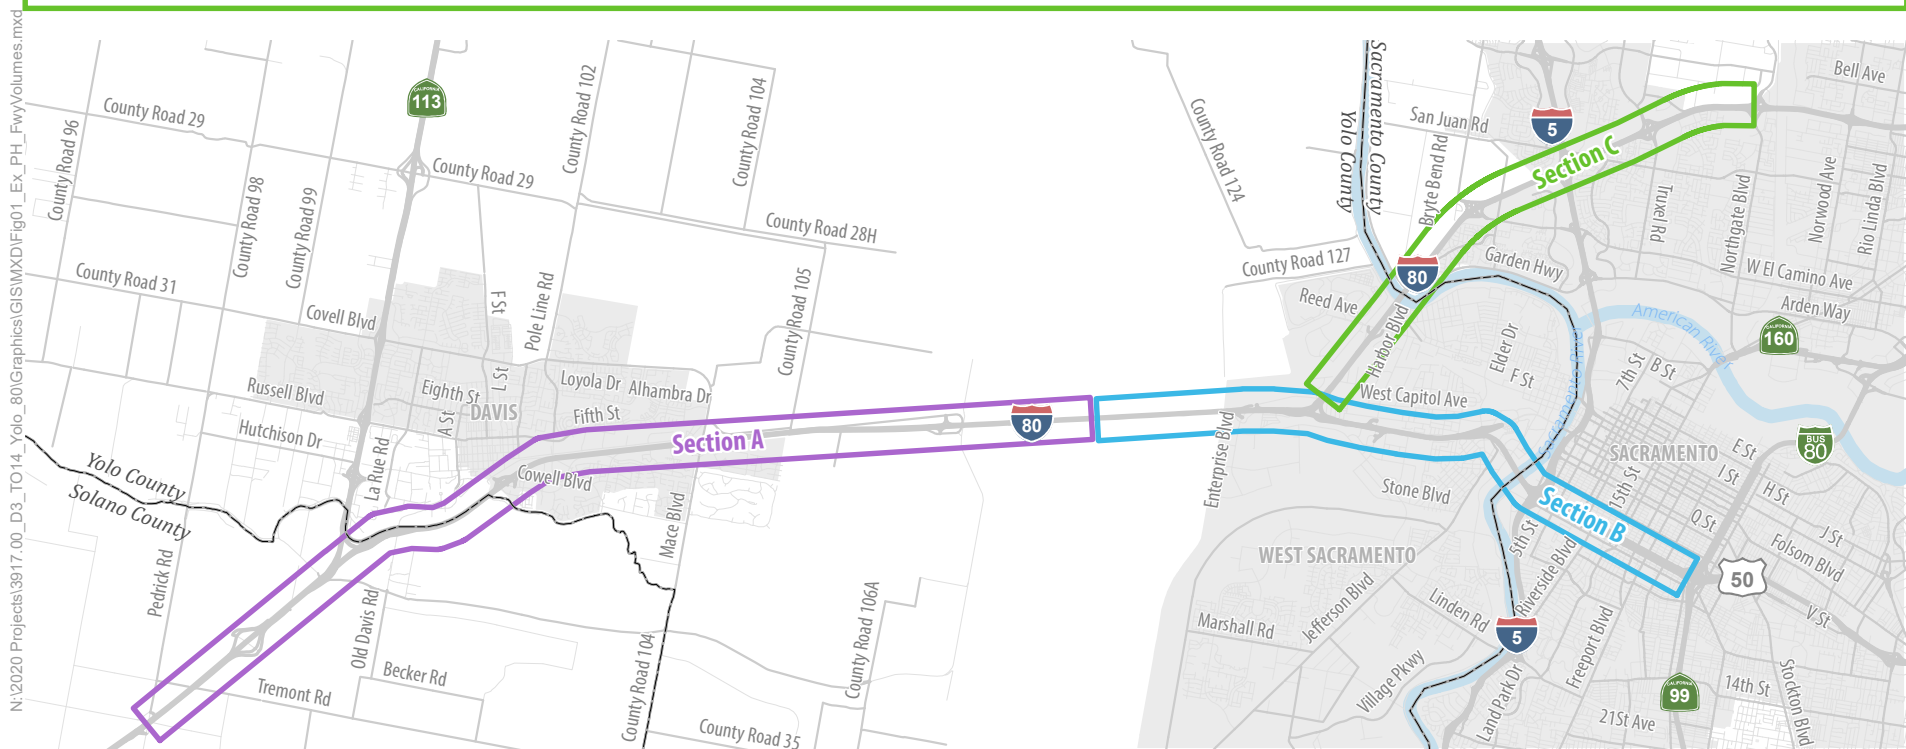 N:\2020 Projects\3917.00_D3_TO14_Yolo_80\Graphics\GIS\MXD\Fig01_Ex_PH_FwyVolumes.mxd
County Road 96
County Road 29
CALIFORNIA
113
County Road 102
County Road 104
County Road 29
County Road 28H
County Road 98
County Road 99
County Road 31
Covell Blvd
F St
Pole Line Rd
County Road 105
Russell Blvd
Eighth St
L St
Loyola Dr
Alhambra Dr
DAVIS
Fifth St
A St
Hutchison Dr
La Rue Rd
Section A
80
Cowell Blvd
Yolo County
Solano County
Mace Blvd
Pedrick Rd
Old Davis Rd
Becker Rd
Tremont Rd
County Road 104
County Road 106A
County Road 35
County Road 124
County Road 127
Sacramento County
Yolo County
San Juan Rd
Bryte Bend Rd
5
Section C
Bell Ave
Truxel Rd
Northgate Blvd
Norwood Ave
Rio Linda Blvd
80
Garden Hwy
W El Camino Ave
Arden Way
Reed Ave
Harbor Blvd
Elder Dr
F St
American River
CALIFORNIA
160
Sacramento River
7th St
B St
West Capitol Ave
Enterprise Blvd
SACRAMENTO
E St
BUS
80
I St
H St
15th St
Stone Blvd
Section B
Q St
J St
5th St
Folsom Blvd
WEST SACRAMENTO
50
Riverside Blvd
Jefferson Blvd
Linden Rd
V St
Marshall Rd
5
Freeport Blvd
Village Pkwy
Land Park Dr
CALIFORNIA
99
14th St
21St Ave
Stockton Blvd